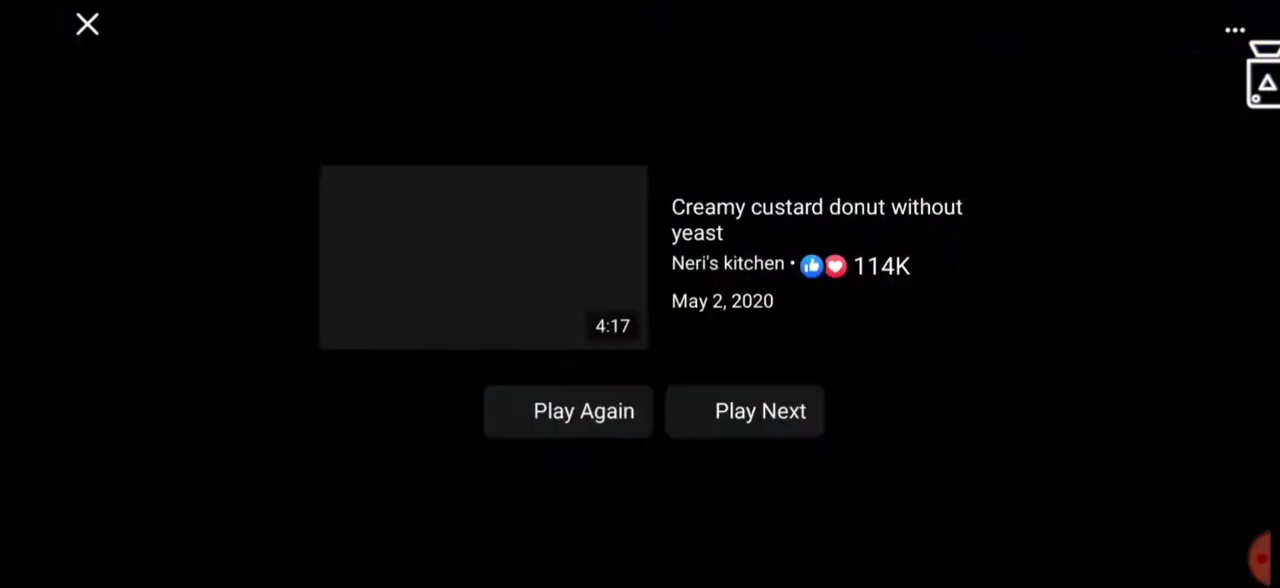 Creamy custard donut without
yeast
Neri's kitchen • 114K
May 2, 2020
4:17
Play Again
Play Next